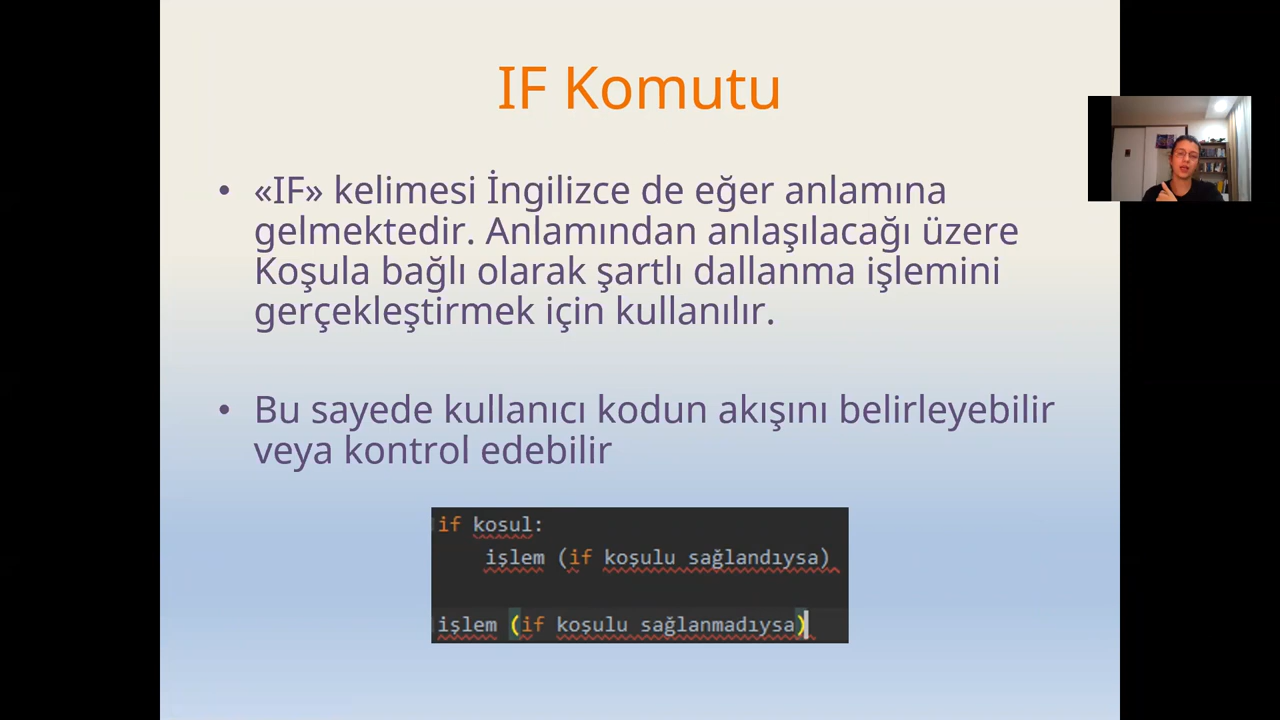 IF Komutu
• «IF» kelimesi İngilizce de eğer anlamına
gelmektedir. Anlamından anlaşılacağı üzere
Koşula bağlı olarak şartlı dallanma işlemini
gerçekleştirmek için kullanılır.
• Bu sayede kullanıcı kodun akışını belirleyebilir
veya kontrol edebilir
if kosul:
    işlem (if koşulu sağlandıysa)
işlem (if koşulu sağlanmadıysa)